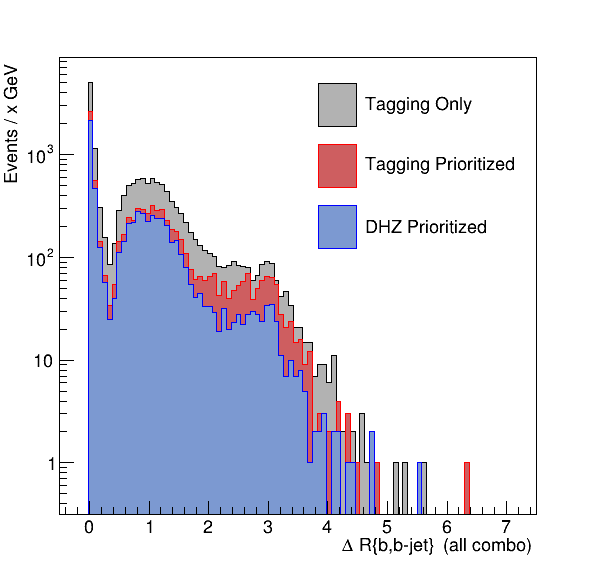 Events / x GeV
10³
10²
10
1
Tagging Only
Tagging Prioritized
DHZ Prioritized
0 1 2 3 4 5 6 7
Δ R{b,b-jet} (all combo)